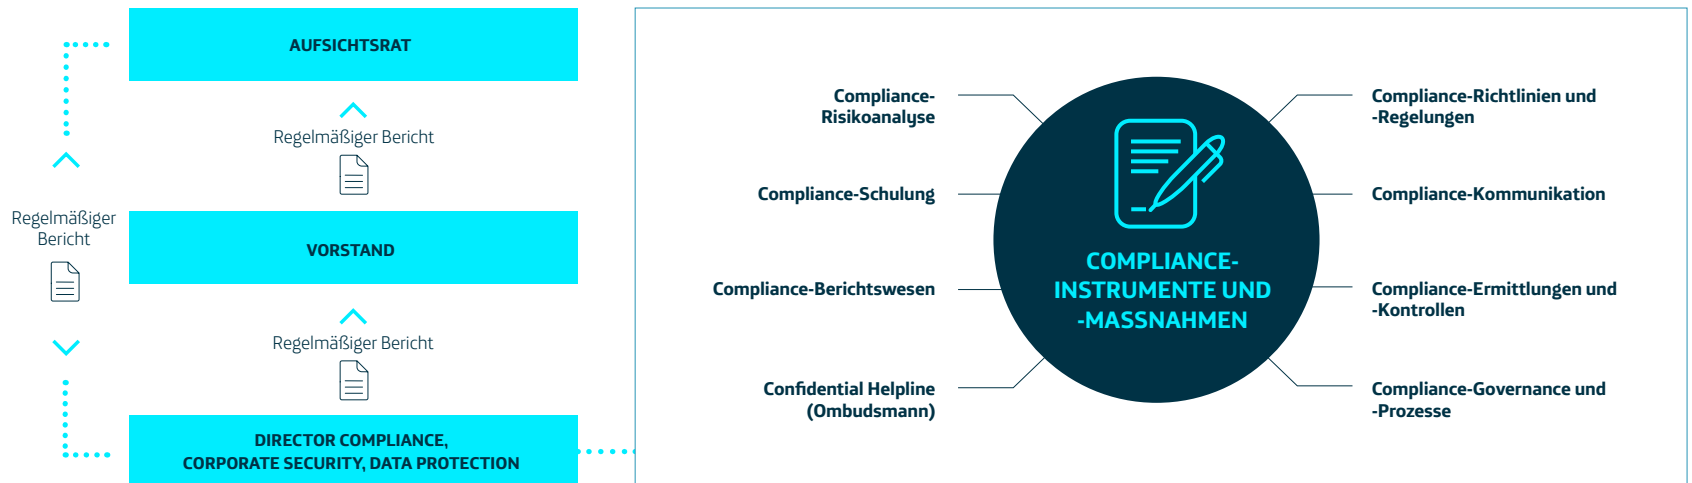 AUFSICHTSRAT
Regelmäßiger Bericht
Regelmäßiger
Bericht
VORSTAND
Regelmäßiger Bericht
DIRECTOR COMPLIANCE,
CORPORATE SECURITY, DATA PROTECTION
Compliance-
Risikoanalyse
Compliance-Schulung
Compliance-Berichtswesen
Confidential Helpline
(Ombudsmann)
COMPLIANCE-
INSTRUMENTE UND
-MASSNAHMEN
Compliance-Richtlinien und
-Regelungen
Compliance-Kommunikation
Compliance-Ermittlungen und
-Kontrollen
Compliance-Governance und
-Prozesse